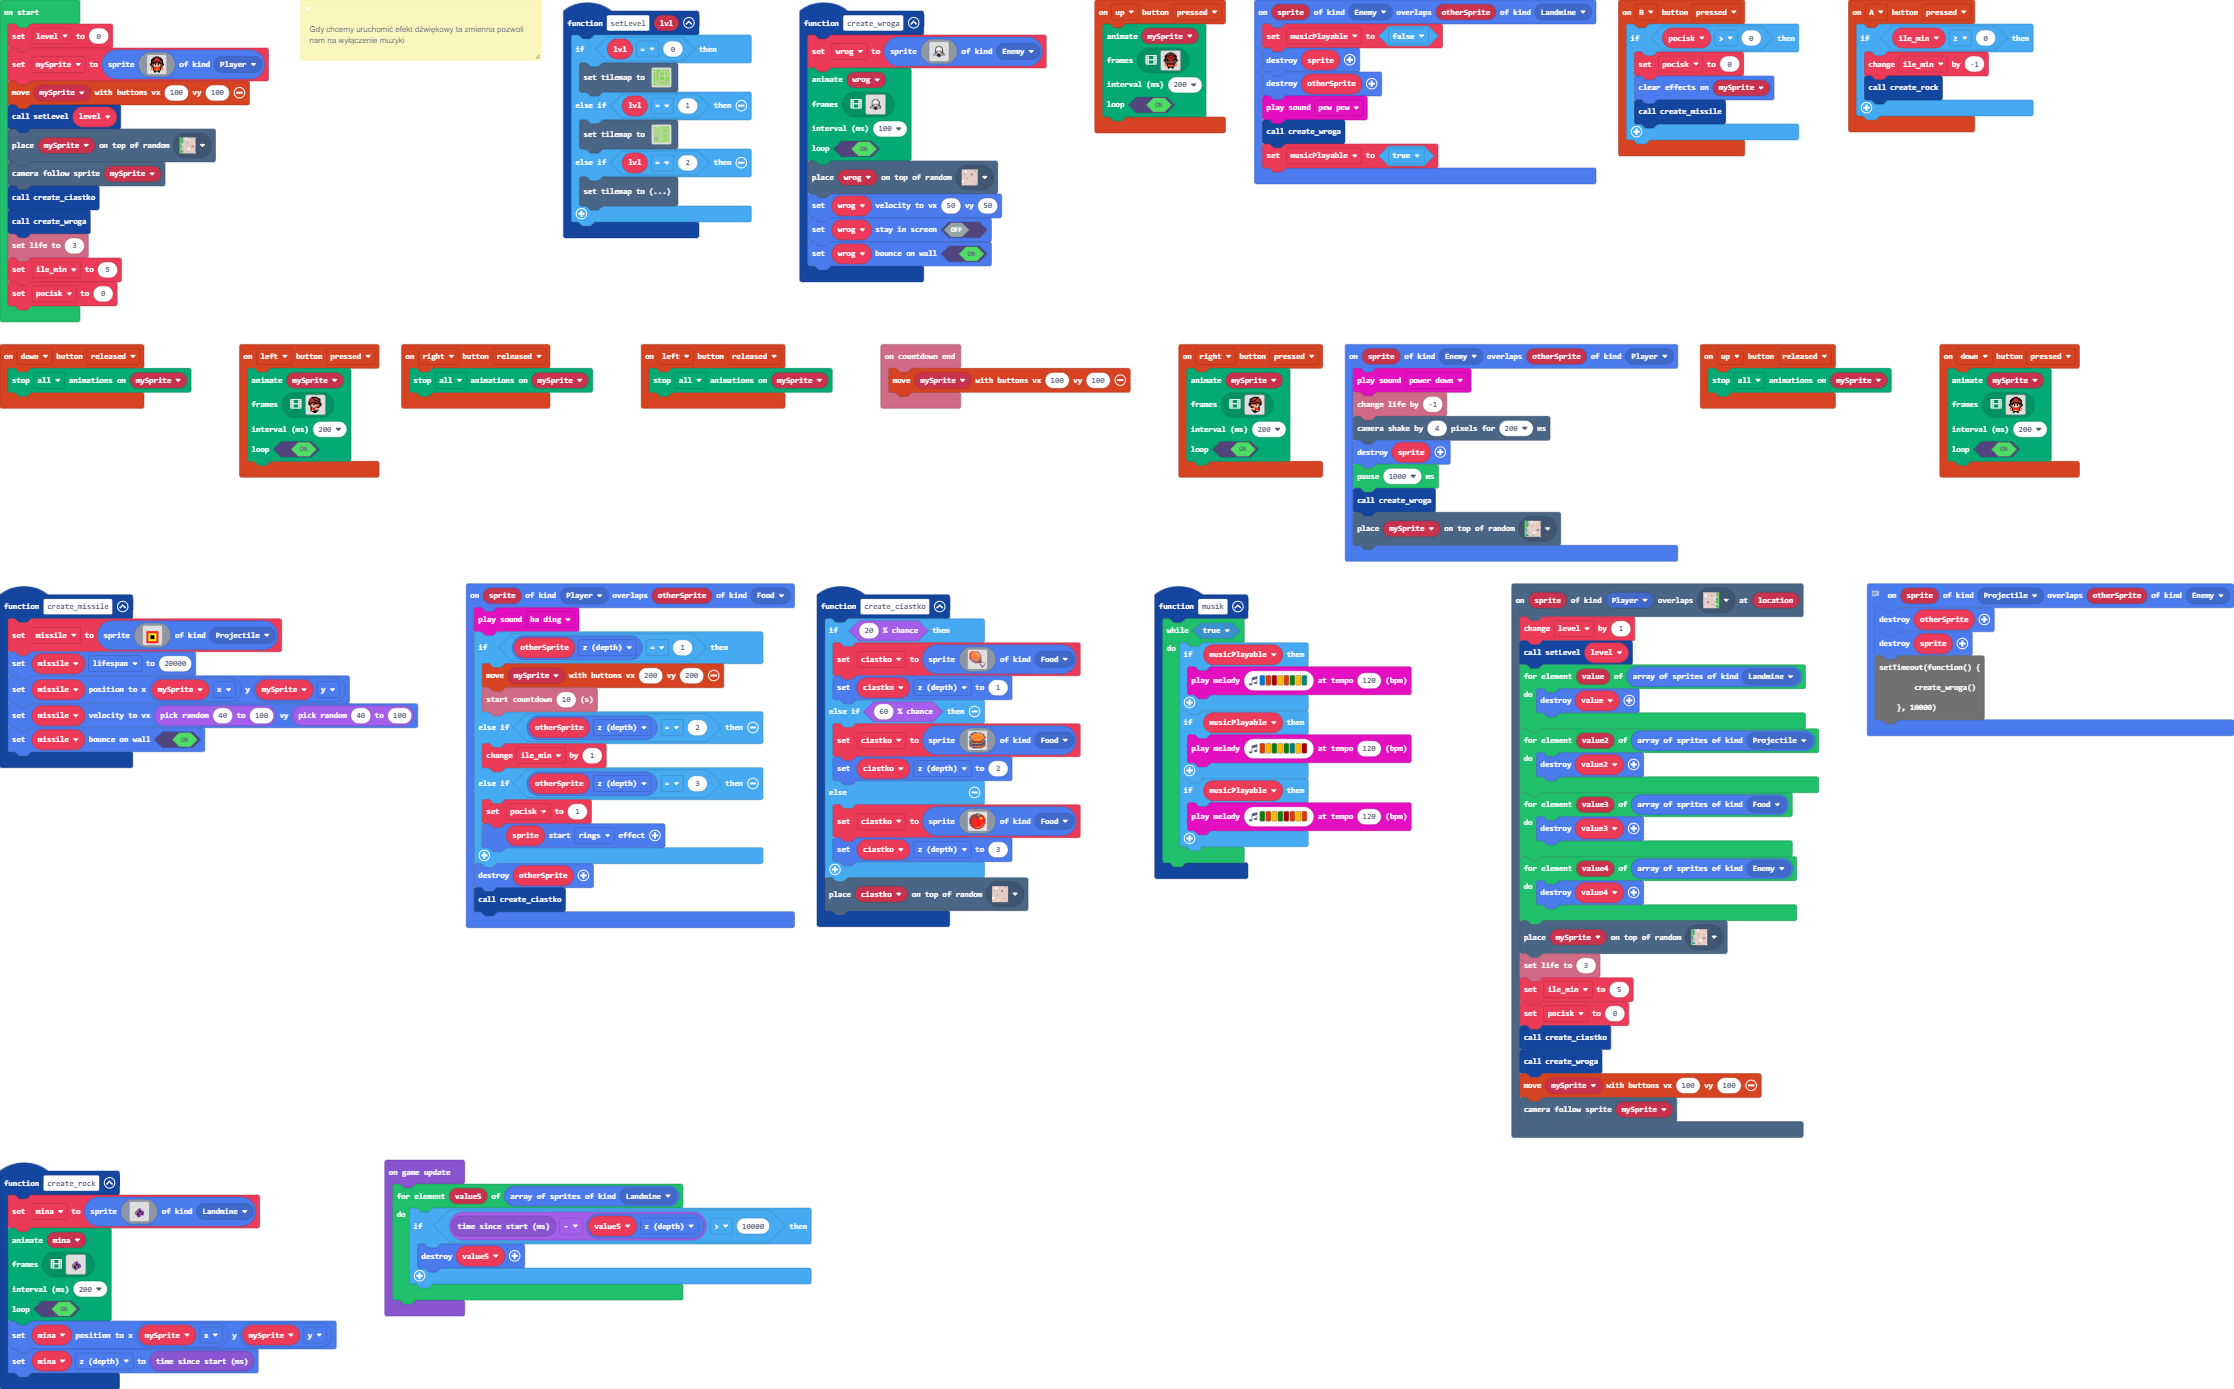 on start
set level to 0
set mySprite to sprite of kind Player
move mySprite with buttons vx 100 vy 100
call setLevel level
place mySprite on top of random
camera follow sprite mySprite
call create_ciastko
call create_wroga
set life to 3
set ile_min to 5
set pocisk to 0
Gdy chcemy uruchomić efekt dźwiękowy ta zmienna pozwoli
nam na wyłączenie muzyki
function setLevel lvl
if lvl = 0 then
set tilemap to
else if lvl = 1 then
set tilemap to
else if lvl = 2 then
set tilemap to (...)
function create_wroga
set wrog to sprite of kind Enemy
animate wrog
frames
interval (ms) 100
loop ON
place wrog on top of random
set wrog velocity to vx 50 vy 50
set wrog stay in screen OFF
set wrog bounce on wall ON
on up button pressed
animate mySprite
frames
interval (ms) 200
loop ON
on sprite of kind Enemy overlaps otherSprite of kind Landmine
set musicPlayable to false
destroy sprite
destroy otherSprite
play sound pew pew
call create_wroga
set musicPlayable to true
on B button pressed
if pocisk > 0 then
set pocisk to 0
clear effects on mySprite
call create_missile
on A button pressed
if ile_min ≥ 0 then
change ile_min by -1
call create_rock
on down button released
stop all animations on mySprite
on left button pressed
animate mySprite
frames
interval (ms) 200
loop ON
on right button released
stop all animations on mySprite
on left button released
stop all animations on mySprite
on countdown end
move mySprite with buttons vx 100 vy 100
on right button pressed
animate mySprite
frames
interval (ms) 200
loop ON
on sprite of kind Enemy overlaps otherSprite of kind Player
play sound power down
change life by -1
camera shake by 4 pixels for 200 ms
destroy sprite
pause 1000 ms
call create_wroga
place mySprite on top of random
on up button released
stop all animations on mySprite
on down button pressed
animate mySprite
frames
interval (ms) 200
loop ON
function create_missile
set missile to sprite of kind Projectile
set missile lifespan to 20000
set missile position to x mySprite x y mySprite y
set missile velocity to vx pick random 40 to 100 vy pick random 40 to 100
set missile bounce on wall ON
on sprite of kind Player overlaps otherSprite of kind Food
play sound ba ding
if otherSprite z (depth) = 1 then
move mySprite with buttons vx 200 vy 200
start countdown 10 (s)
else if otherSprite z (depth) = 2 then
change ile_min by 1
else if otherSprite z (depth) = 3 then
set pocisk to 1
sprite start rings effect
destroy otherSprite
call create_ciastko
function create_ciastko
if 20 % chance then
set ciastko to sprite of kind Food
set ciastko z (depth) to 1
else if 60 % chance then
set ciastko to sprite of kind Food
set ciastko z (depth) to 2
else
set ciastko to sprite of kind Food
set ciastko z (depth) to 3
place ciastko on top of random
function musik
while true
do if musicPlayable then
play melody at tempo 120 (bpm)
if musicPlayable then
play melody at tempo 120 (bpm)
if musicPlayable then
play melody at tempo 120 (bpm)
on sprite of kind Player overlaps at location
change level by 1
call setLevel level
for element value of array of sprites of kind Landmine
do destroy value
for element value2 of array of sprites of kind Projectile
do destroy value2
for element value3 of array of sprites of kind Food
do destroy value3
for element value4 of array of sprites of kind Enemy
do destroy value4
place mySprite on top of random
set life to 3
set ile_min to 5
set pocisk to 0
call create_ciastko
call create_wroga
move mySprite with buttons vx 100 vy 100
camera follow sprite mySprite
on sprite of kind Projectile overlaps otherSprite of kind Enemy
destroy otherSprite
destroy sprite
setTimeout(function() {
create_wroga()
}, 10000)
function create_rock
set mina to sprite of kind Landmine
animate mina
frames
interval (ms) 200
loop ON
set mina position to x mySprite x y mySprite y
set mina z (depth) to time since start (ms)
on game update
for element value5 of array of sprites of kind Landmine
do
if time since start (ms) - value5 z (depth) > 10000 then
destroy value5